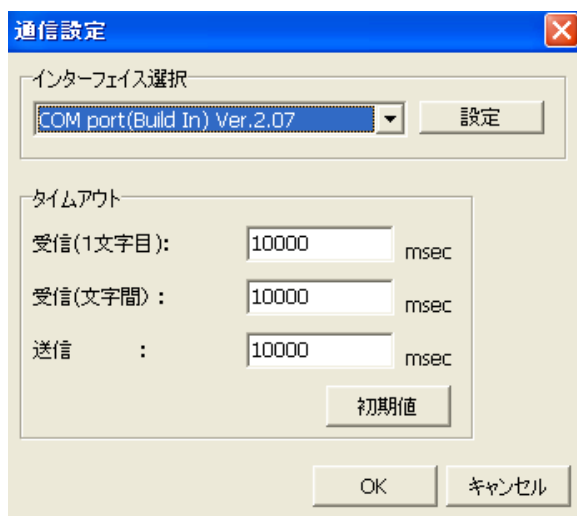 通信設定
インターフェイス選択
COM port(Build In) Ver.2.07
設定
タイムアウト
受信(1文字目): 10000 msec
受信(文字間): 10000 msec
送信 : 10000 msec
初期値
OK キャンセル